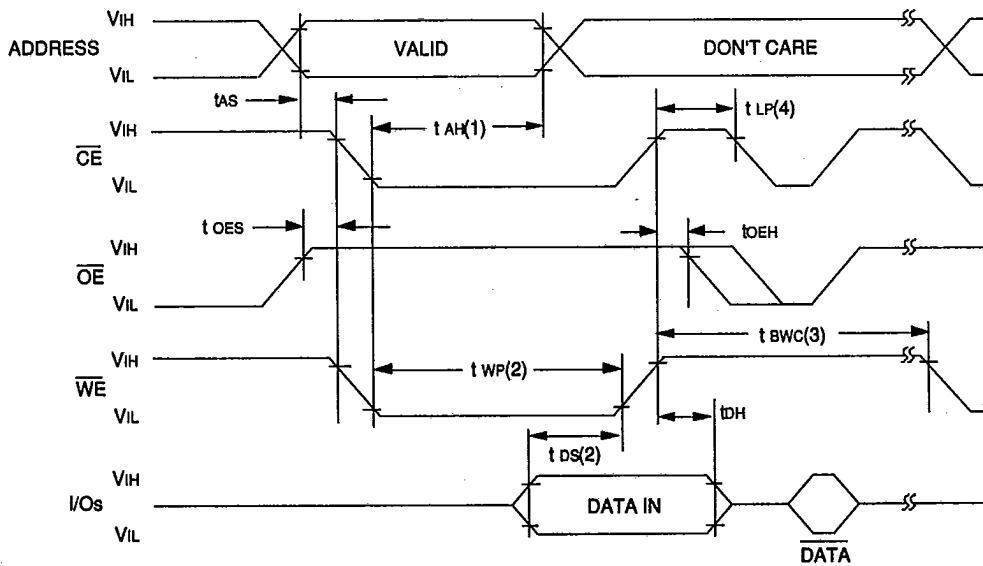 VIH
ADDRESS VALID DON'T CARE
VIL
tAS
t AH(1) t LP(4)
VIH
CE
VIL
t OES tOEH
VIH
OE
VIL
t BWC(3)
VIH
t WP(2)
WE
VIL
tDH
t DS(2)
VIH
I/Os DATA IN
VIL
DATA